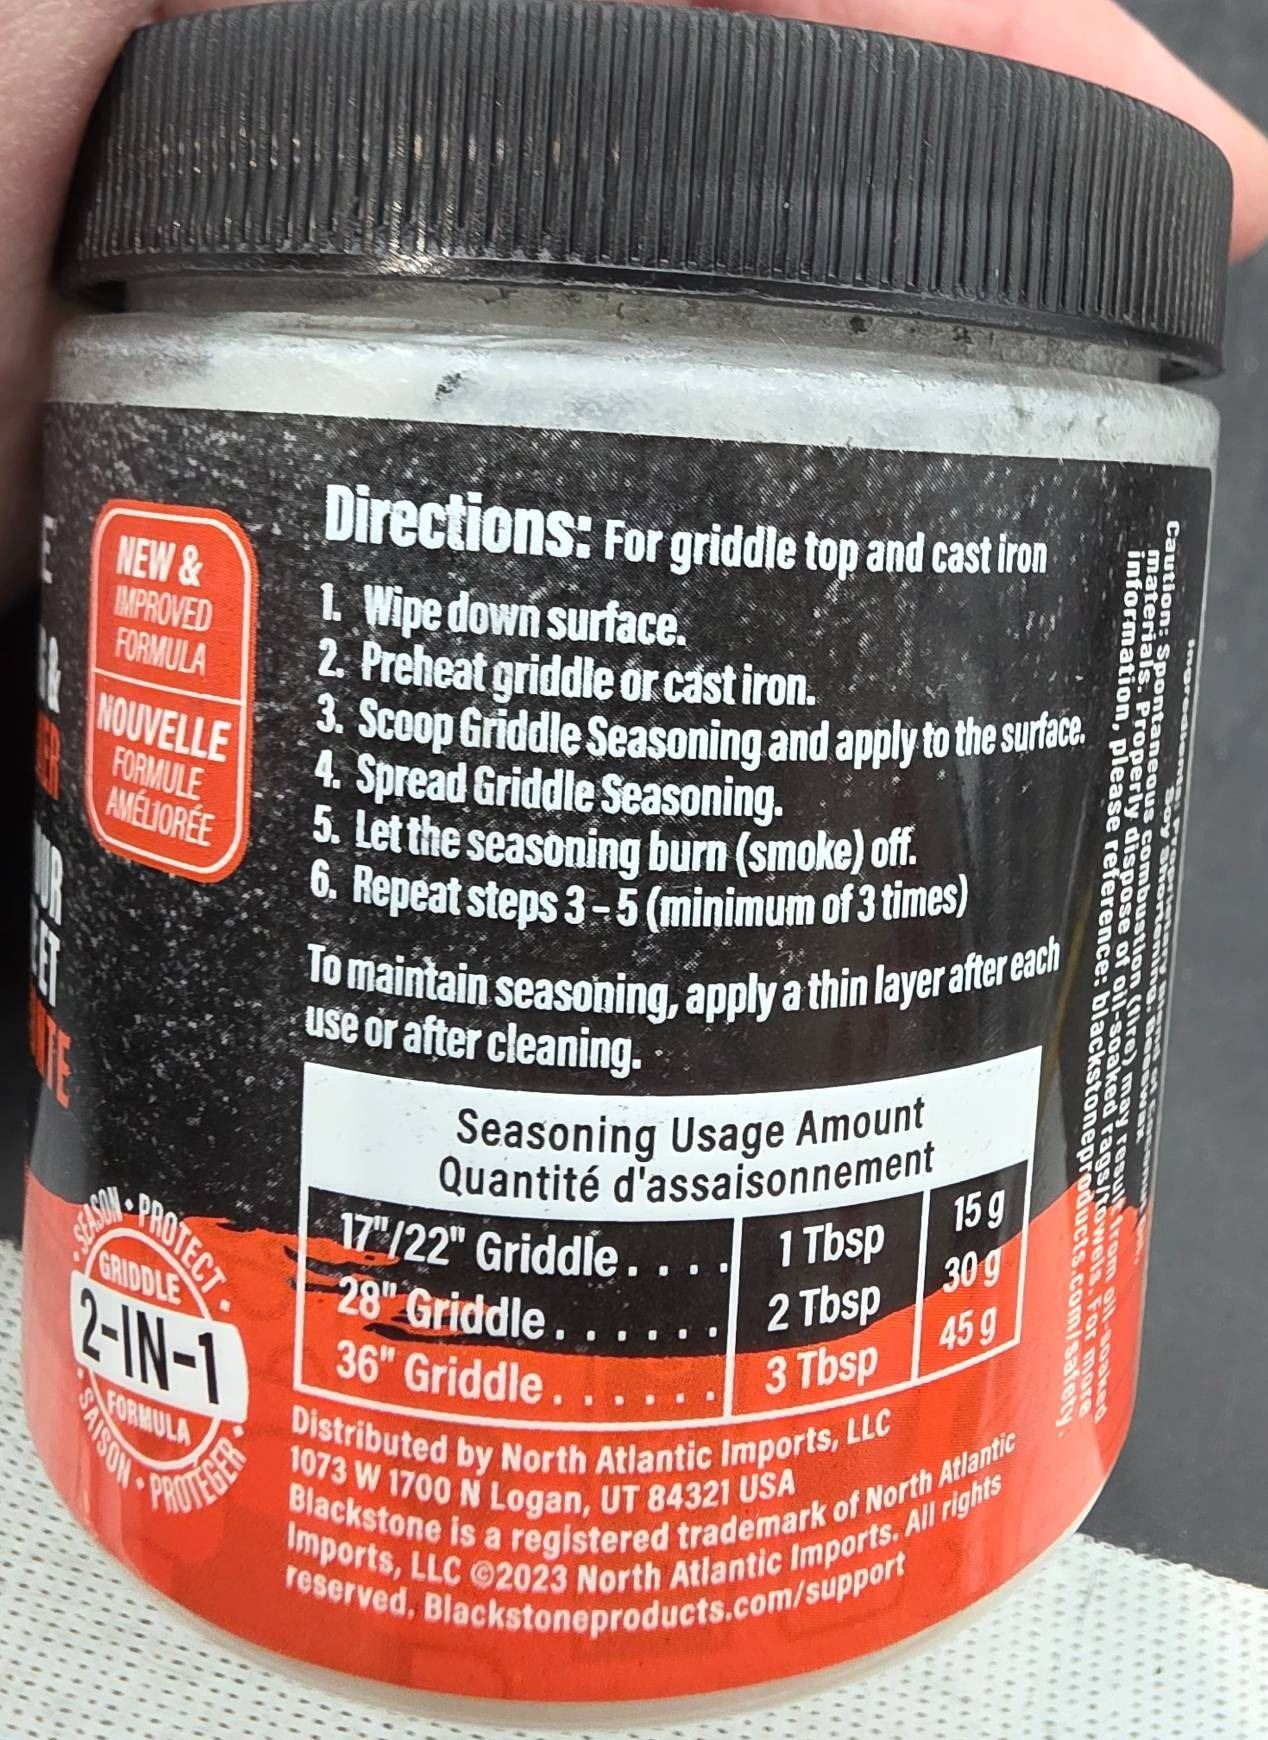 NEW &
IMPROVED
FORMULA
NOUVELLE
FORMULE
AMÉLIORÉE
SEASON • PROTECT
GRIDDLE
2-IN-1
FORMULA
SAISON • PROTÉGER
Directions: For griddle top and cast iron
1. Wipe down surface.
2. Preheat griddle or cast iron.
3. Scoop Griddle Seasoning and apply to the surface.
4. Spread Griddle Seasoning.
5. Let the seasoning burn (smoke) off.
6. Repeat steps 3 – 5 (minimum of 3 times)
To maintain seasoning, apply a thin layer after each
use or after cleaning.
Seasoning Usage Amount
Quantité d'assaisonnement
17"/22" Griddle . . . . 1 Tbsp 15 g
28" Griddle . . . . . . 2 Tbsp 30 g
36" Griddle . . . . . . 3 Tbsp 45 g
Distributed by North Atlantic Imports, LLC
1073 W 1700 N Logan, UT 84321 USA
Blackstone is a registered trademark of North Atlantic
Imports, LLC ©2023 North Atlantic Imports. All rights
reserved. Blackstoneproducts.com/support
Caution: Spontaneous combustion (fire) may result from oil-soaked
materials. Properly dispose of oil-soaked rags/towels. For more
information, please reference: blackstoneproducts.com/safety.